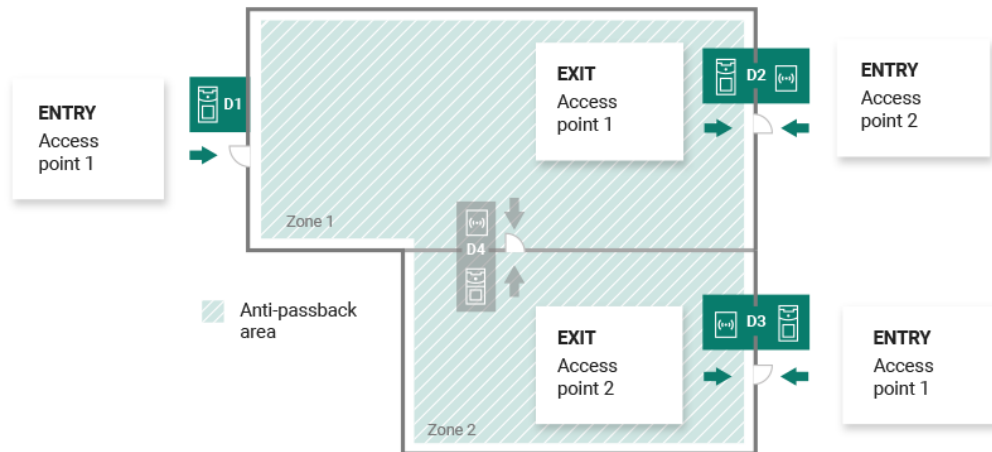 ENTRY
Access
point 1
D1
EXIT
Access
point 1
D2
ENTRY
Access
point 2
Zone 1
D4
Anti-passback
area
EXIT
Access
point 2
D3
ENTRY
Access
point 1
Zone 2